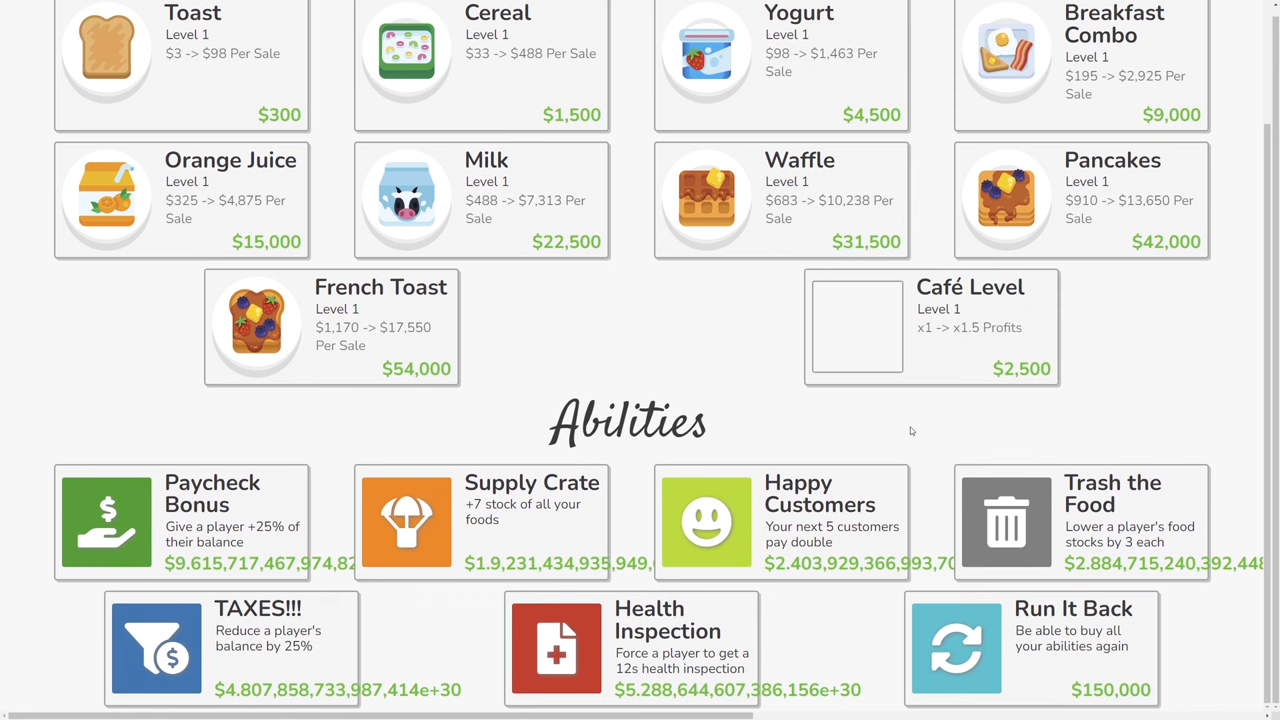 Toast
Level 1
$3 -> $98 Per Sale
$300
Cereal
Level 1
$33 -> $488 Per Sale
$1,500
Yogurt
Level 1
$98 -> $1,463 Per
Sale
$4,500
Breakfast
Combo
Level 1
$195 -> $2,925 Per
Sale
$9,000
Orange Juice
Level 1
$325 -> $4,875 Per
Sale
$15,000
Milk
Level 1
$488 -> $7,313 Per
Sale
$22,500
Waffle
Level 1
$683 -> $10,238 Per
Sale
$31,500
Pancakes
Level 1
$910 -> $13,650 Per
Sale
$42,000
French Toast
Level 1
$1,170 -> $17,550
Per Sale
$54,000
Café Level
Level 1
x1 -> x1.5 Profits
$2,500
Abilities
Paycheck
Bonus
Give a player +25% of
their balance
$9.615,717,467,974,82
Supply Crate
+7 stock of all your
foods
$1.9,231,434,935,949,
Happy
Customers
Your next 5 customers
pay double
$2.403,929,366,993,70
Trash the
Food
Lower a player's food
stocks by 3 each
$2.884,715,240,392,448
TAXES!!!
Reduce a player's
balance by 25%
$4.807,858,733,987,414e+30
Health
Inspection
Force a player to get a
12s health inspection
$5.288,644,607,386,156e+30
Run It Back
Be able to buy all
your abilities again
$150,000